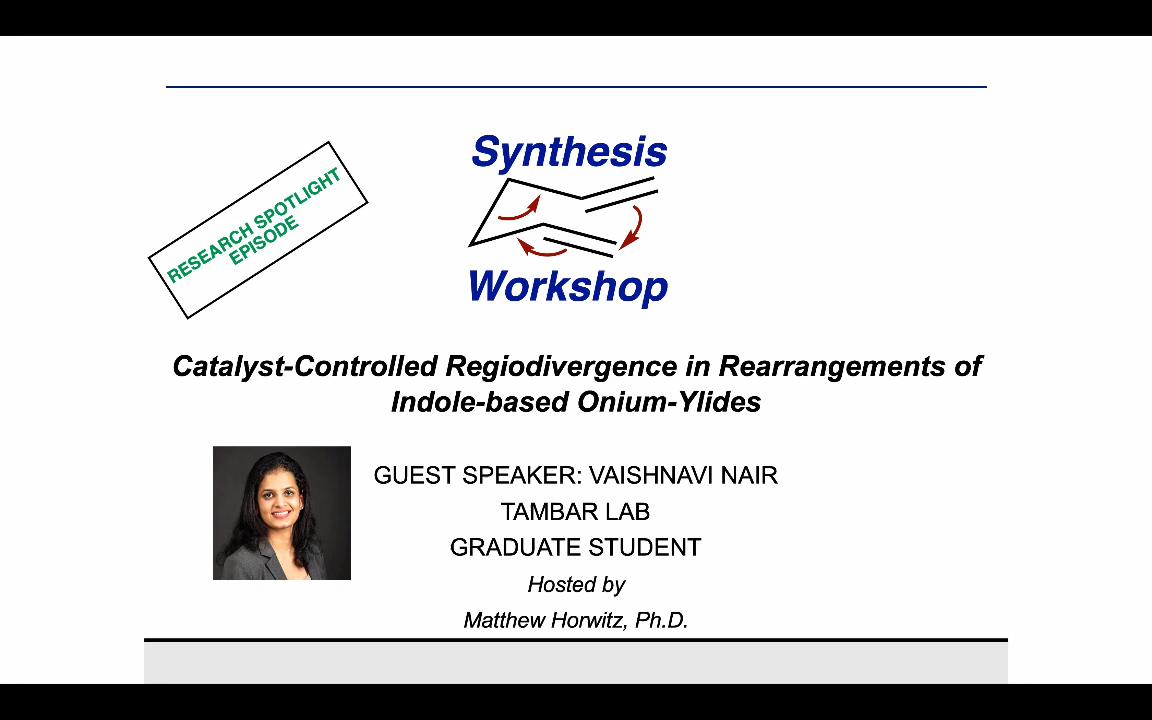 Synthesis
RESEARCH SPOTLIGHT
EPISODE
Workshop
Catalyst-Controlled Regiodivergence in Rearrangements of
Indole-based Onium-Ylides
GUEST SPEAKER: VAISHNAVI NAIR
TAMBAR LAB
GRADUATE STUDENT
Hosted by
Matthew Horwitz, Ph.D.